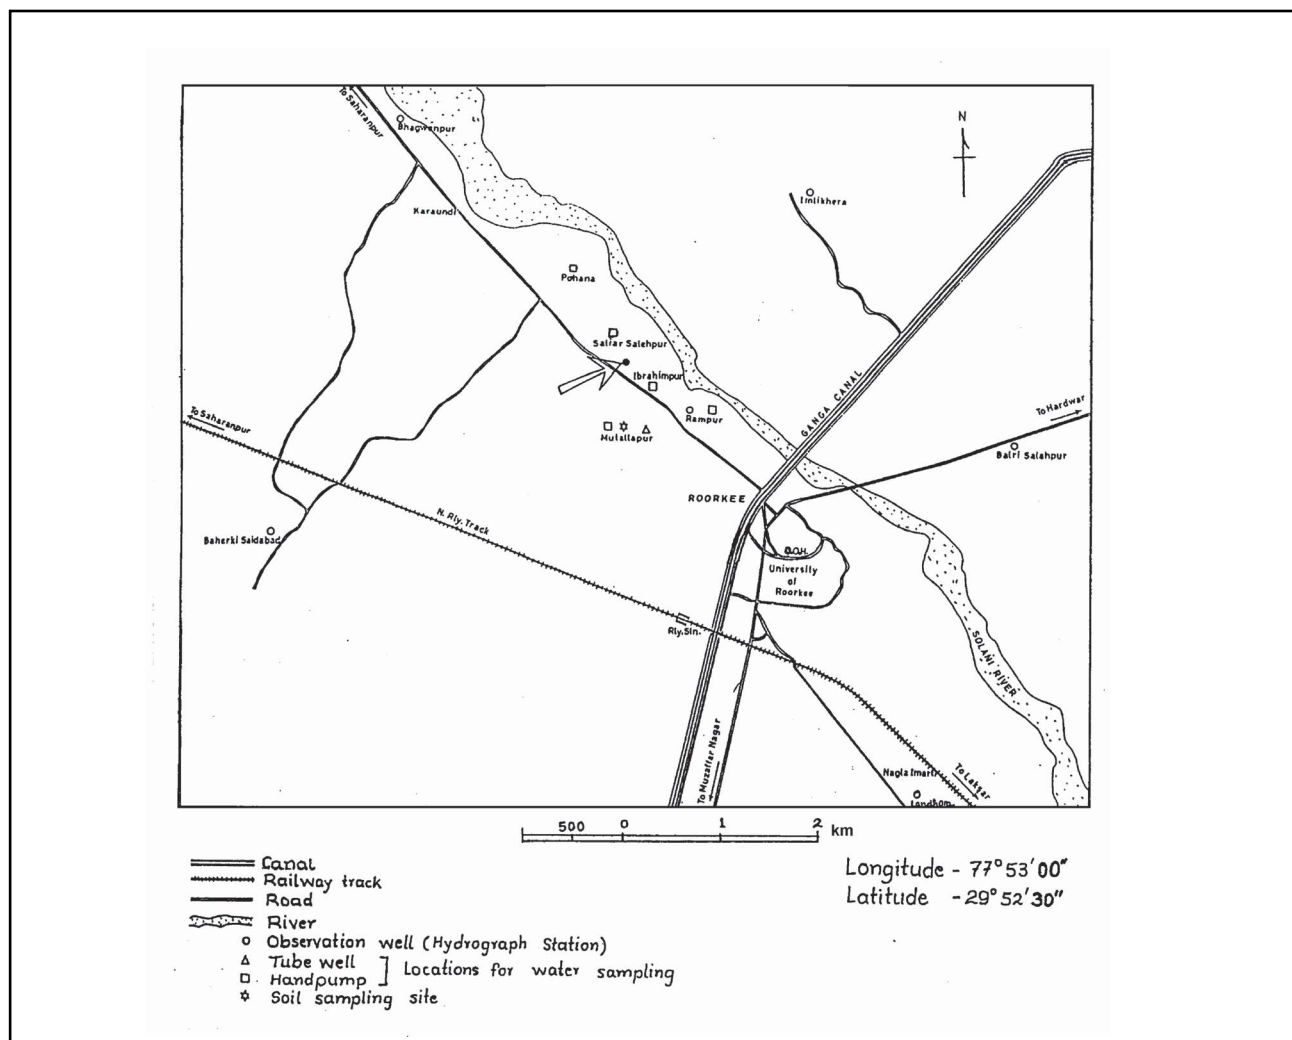 To Saharanpur
Bhagwanpur
N
Imlikhera
Karaundi
Pohana
Saliar Salehpur
Ibrahimpur
GANGA CANAL
To Hardwar
To Saharanpur
Rampur
Mutallapur
Balri Salahpur
ROORKEE
N. Rly. Track
Baherki Saidabad
University
of
Roorkee
Rly. Stn.
SOLANI RIVER
To Muzaffar Nagar
Nagla Imarti
To Laksar
500 0 1 2 km
Canal
Railway track
Road
River
Observation well (Hydrograph Station)
Tube well
Handpump
Locations for water sampling
Soil sampling site
Longitude - 77° 53' 00"
Latitude - 29° 52' 30"